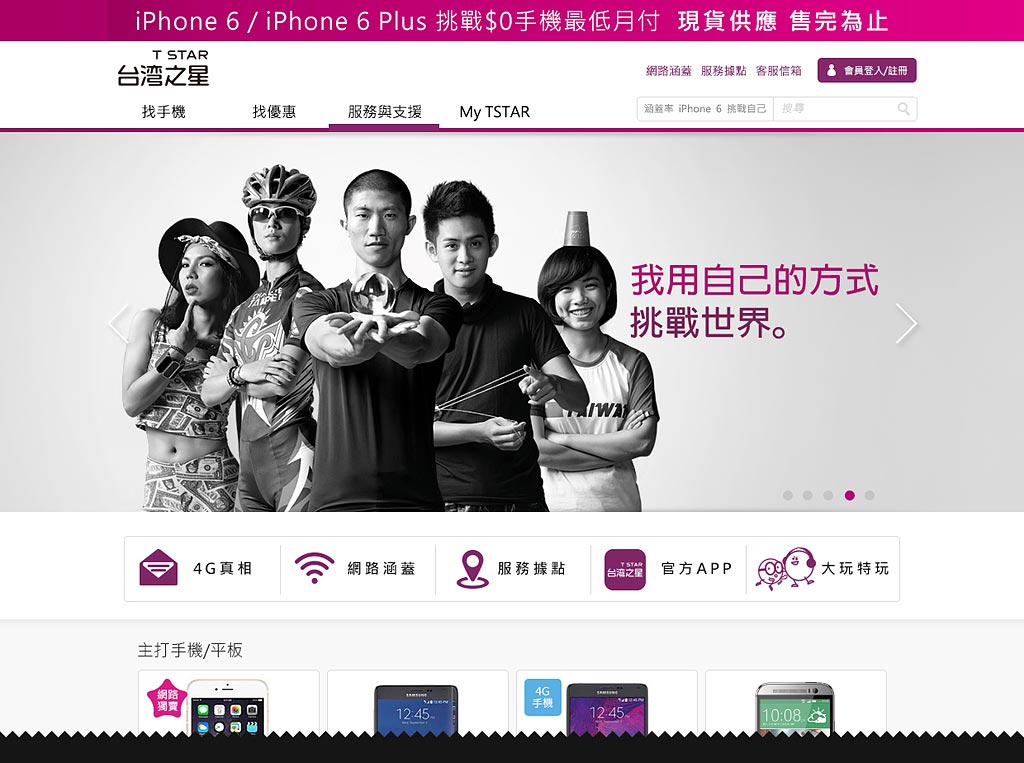 iPhone 6 / iPhone 6 Plus 挑戰$0手機最低月付 現貨供應 售完為止
T STAR
台湾之星
網路涵蓋 服務據點 客服信箱 會員登入/註冊
找手機 找優惠 服務與支援 My TSTAR
涵蓋率 iPhone 6 挑戰自己 搜尋
TAIPEI
我用自己的方式
挑戰世界。
TAIWA
4G真相 網路涵蓋 服務據點 T STAR 台湾之星 官方APP 大玩特玩
主打手機/平板
網路
獨賣
SAMSUNG
12:45
4G
手機
SAMSUNG
12:45
10:08